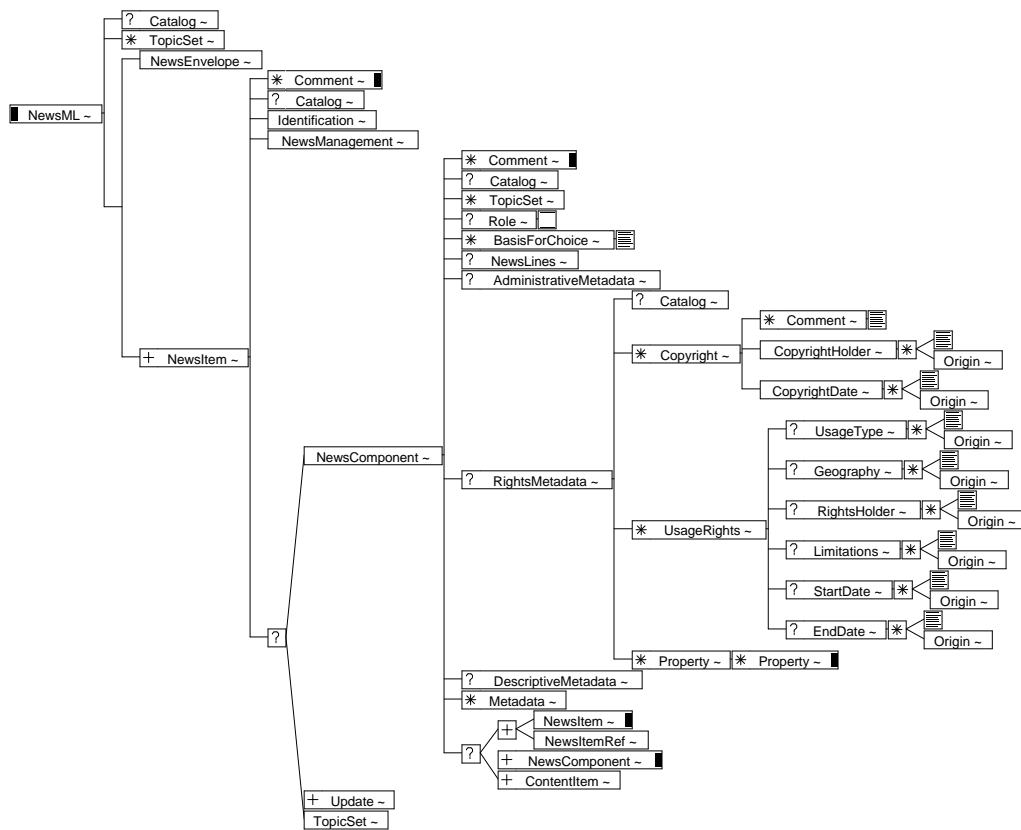 ? Catalog ~
* TopicSet ~
NewsEnvelope ~
* Comment ~
? Catalog ~
NewsML ~
Identification ~
NewsManagement ~
* Comment ~
? Catalog ~
* TopicSet ~
? Role ~
* BasisForChoice ~
? NewsLines ~
? AdministrativeMetadata ~
? Catalog ~
* Comment ~
+ NewsItem ~
* Copyright ~
CopyrightHolder ~ *
Origin ~
CopyrightDate ~ *
Origin ~
? UsageType ~ *
Origin ~
NewsComponent ~
? Geography ~ *
Origin ~
? RightsMetadata ~
? RightsHolder ~ *
Origin ~
* UsageRights ~
? Limitations ~ *
Origin ~
? StartDate ~ *
Origin ~
? EndDate ~ *
Origin ~
?
* Property ~ * Property ~
? DescriptiveMetadata ~
* Metadata ~
NewsItem ~
+
NewsItemRef ~
?
+ NewsComponent ~
+ ContentItem ~
+ Update ~
TopicSet ~